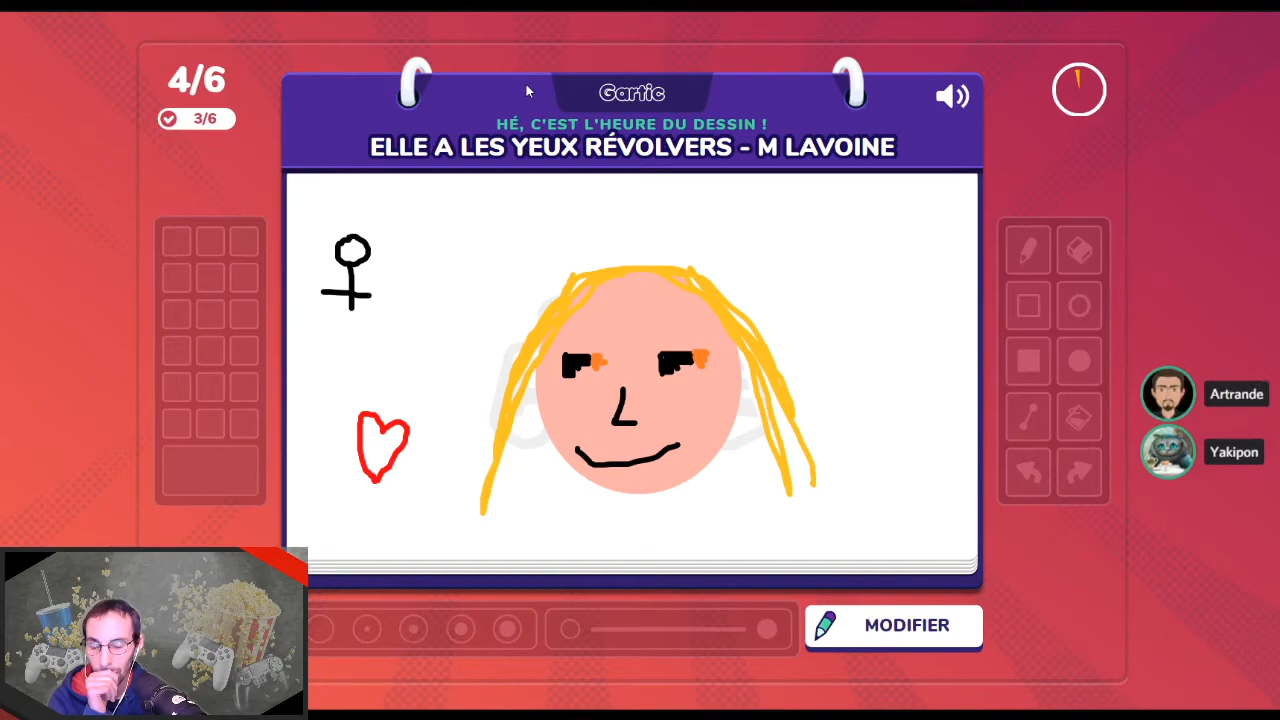 4/6
3/6
Gartic
HÉ, C'EST L'HEURE DU DESSIN !
ELLE A LES YEUX RÉVOLVERS - M LAVOINE
Artrande
Yakipon
MODIFIER